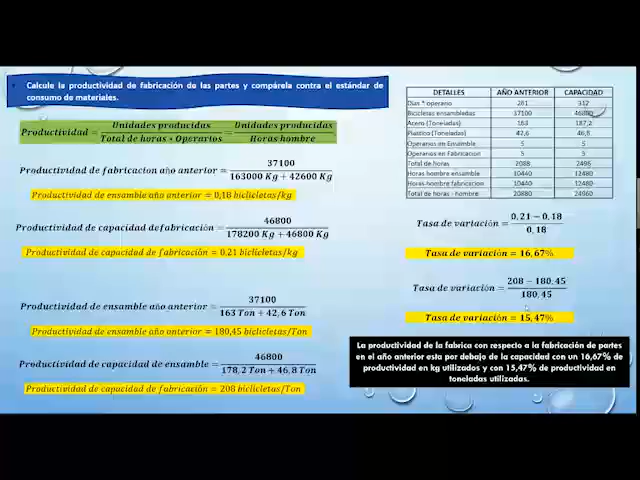 Calcule la productividad de fabricación de las partes y compárela contra el estándar de
consumo de materiales.
Productividad = Unidades producidas / Total de horas * Operarios = Unidades producidas / Horas hombre
Productividad de fabricacion año anterior = 37100 / 163000 Kg + 42600 Kg
Productividad de ensamble año anterior = 0,18 bicicletas/kg
Productividad de capacidad defabricación = 46800 / 178200 Kg + 46800 Kg
Productividad de capacidad de fabricación = 0.21 bicicletas/kg
Productividad de ensamble año anterior = 37100 / 163 Ton + 42,6 Ton
Productividad de ensamble año anterior = 180,45 bicicletas/Ton
Productividad de capacidad de ensamble = 46800 / 178,2 Ton + 46,8 Ton
Productividad de capacidad de fabricación = 208 bicicletas/Ton
DETALLES AÑO ANTERIOR CAPACIDAD
Dias * operario 261 312
Bicicletas ensambladas 37100 46800
Acero (Toneladas) 163 187,2
Plastico (Toneladas) 42,6 46,8
Operarios en Ensamble 5 5
Operarios en Fabricacion 5 5
Total de horas 2088 2496
Horas hombre ensamble 10440 12480
Horas hombre fabricacion 10440 12480
Total de horas - hombre 20880 24960
Tasa de variación = 0,21 − 0,18 / 0,18
Tasa de variación = 16,67%
Tasa de variación = 208 − 180,45 / 180,45
Tasa de variación = 15,47%
La productividad de la fabrica con respecto a la fabricación de partes
en el año anterior esta por debajo de la capacidad con un 16,67% de
productividad en kg utilizados y con 15,47% de productividad en
toneladas utilizadas.